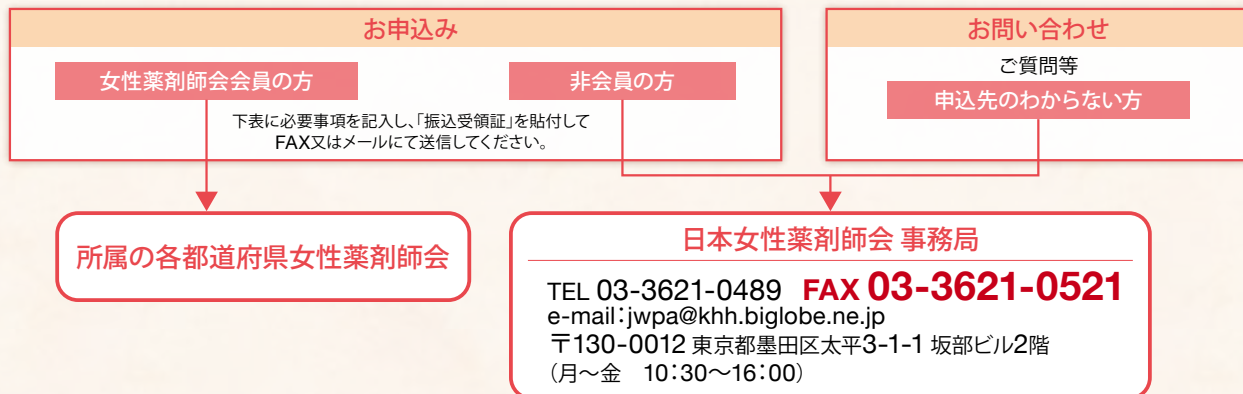 お申込み
女性薬剤師会会員の方
非会員の方
下表に必要事項を記入し、「振込受領証」を貼付して
FAX又はメールにて送信してください。
お問い合わせ
ご質問等
申込先のわからない方
所属の各都道府県女性薬剤師会
日本女性薬剤師会 事務局
TEL 03-3621-0489 FAX 03-3621-0521
e-mail：jwpa@khh.biglobe.ne.jp
〒130-0012 東京都墨田区太平3-1-1 坂部ビル2階
（月〜金　10：30〜16：00）